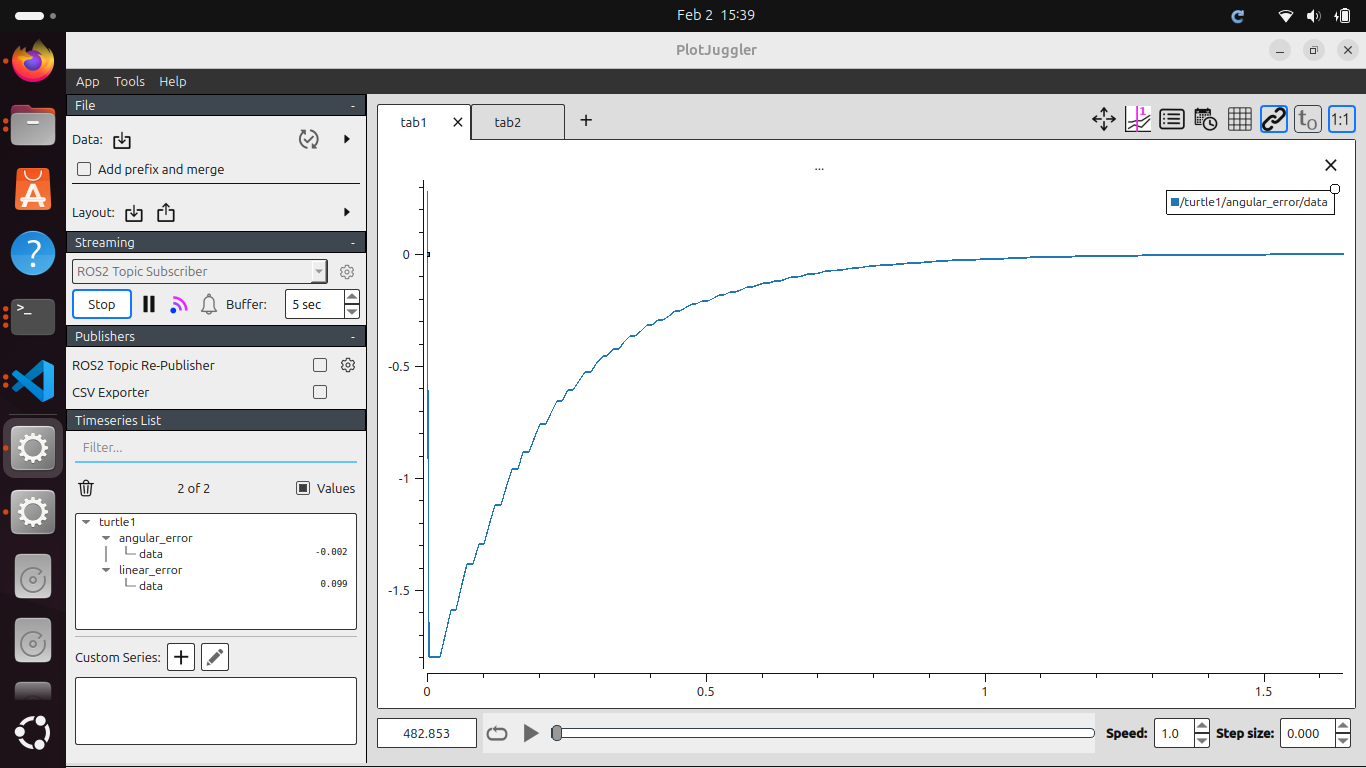 Feb 2 15:39
PlotJuggler
App Tools Help
File -
Data:
Add prefix and merge
Layout:
Streaming -
ROS2 Topic Subscriber
Stop Buffer: 5 sec
Publishers -
ROS2 Topic Re-Publisher
CSV Exporter
Timeseries List
Filter...
2 of 2 Values
turtle1
angular_error
data -0.002
linear_error
data 0.099
Custom Series:
tab1 tab2 +
1 t0 1:1
...
/turtle1/angular_error/data
0
-0.5
-1
-1.5
0 0.5 1 1.5
482.853 Speed: 1.0 Step size: 0.000